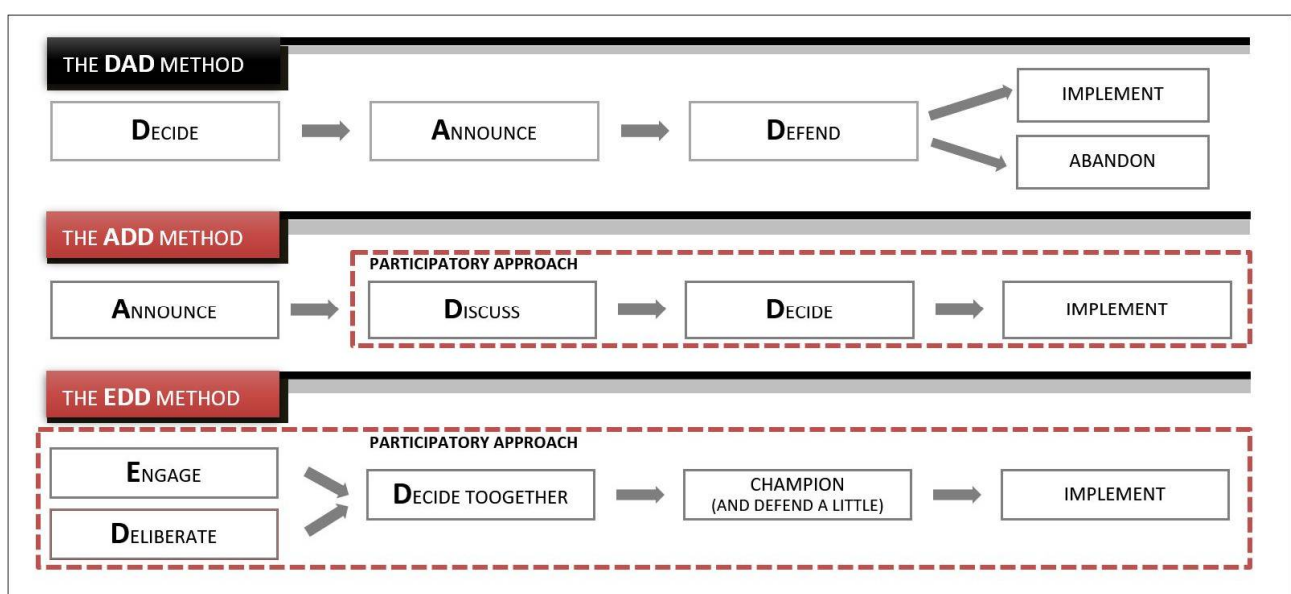 THE DAD METHOD
DECIDE
ANNOUNCE
DEFEND
IMPLEMENT
ABANDON
THE ADD METHOD
PARTICIPATORY APPROACH
ANNOUNCE
DISCUSS
DECIDE
IMPLEMENT
THE EDD METHOD
PARTICIPATORY APPROACH
ENGAGE
DELIBERATE
DECIDE TOOGETHER
CHAMPION
(AND DEFEND A LITTLE)
IMPLEMENT